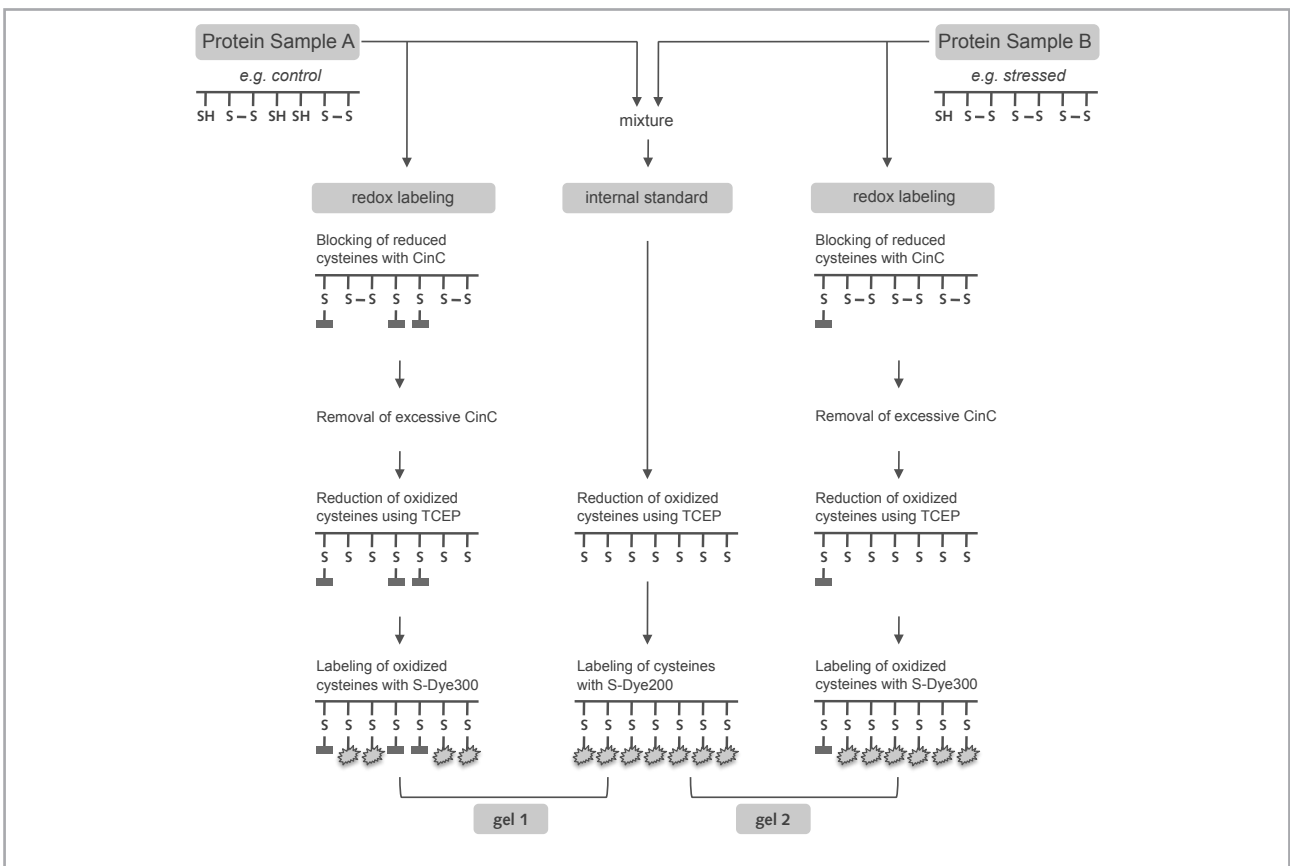 Protein Sample A
Protein Sample B
e.g. control
e.g. stressed
SH S – S SH SH S – S
SH S – S S – S S – S
mixture
redox labeling
internal standard
redox labeling
Blocking of reduced
cysteines with CinC
S S – S S S S – S
Blocking of reduced
cysteines with CinC
S S – S S – S S – S
Removal of excessive CinC
Removal of excessive CinC
Reduction of oxidized
cysteines using TCEP
S S S S S S S
Reduction of oxidized
cysteines using TCEP
S S S S S S S
Reduction of oxidized
cysteines using TCEP
S S S S S S S
Labeling of oxidized
cysteines with S-Dye300
S S S S S S S
Labeling of cysteines
with S-Dye200
S S S S S S S
Labeling of oxidized
cysteines with S-Dye300
S S S S S S S
gel 1
gel 2